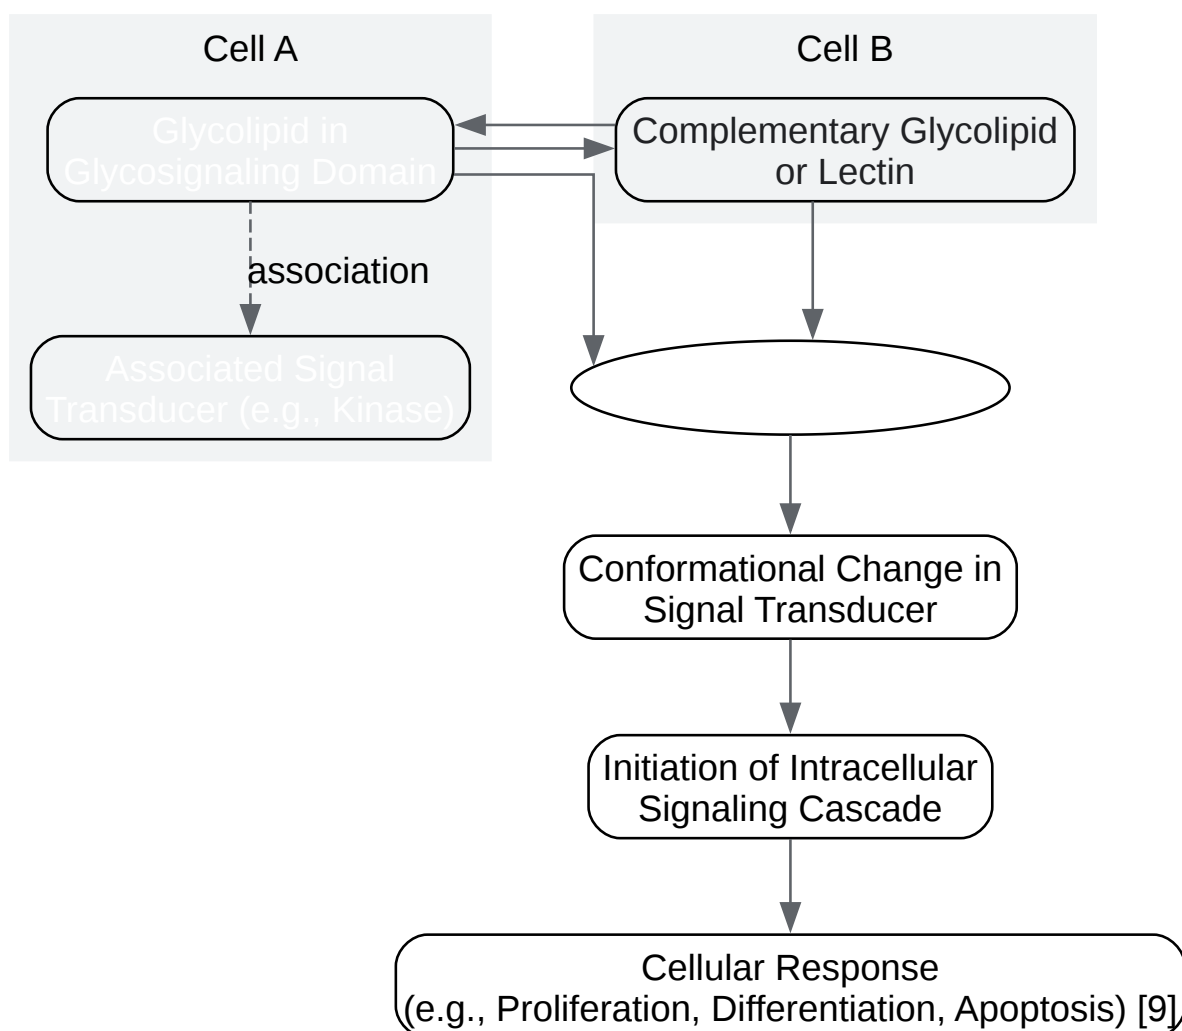 Cell A
Cell B
Glycolipid in
Glycosignaling Domain
Complementary Glycolipid
or Lectin
association
Associated Signal
Transducer (e.g., Kinase)
Conformational Change in
Signal Transducer
Initiation of Intracellular
Signaling Cascade
Cellular Response
(e.g., Proliferation, Differentiation, Apoptosis) [9]